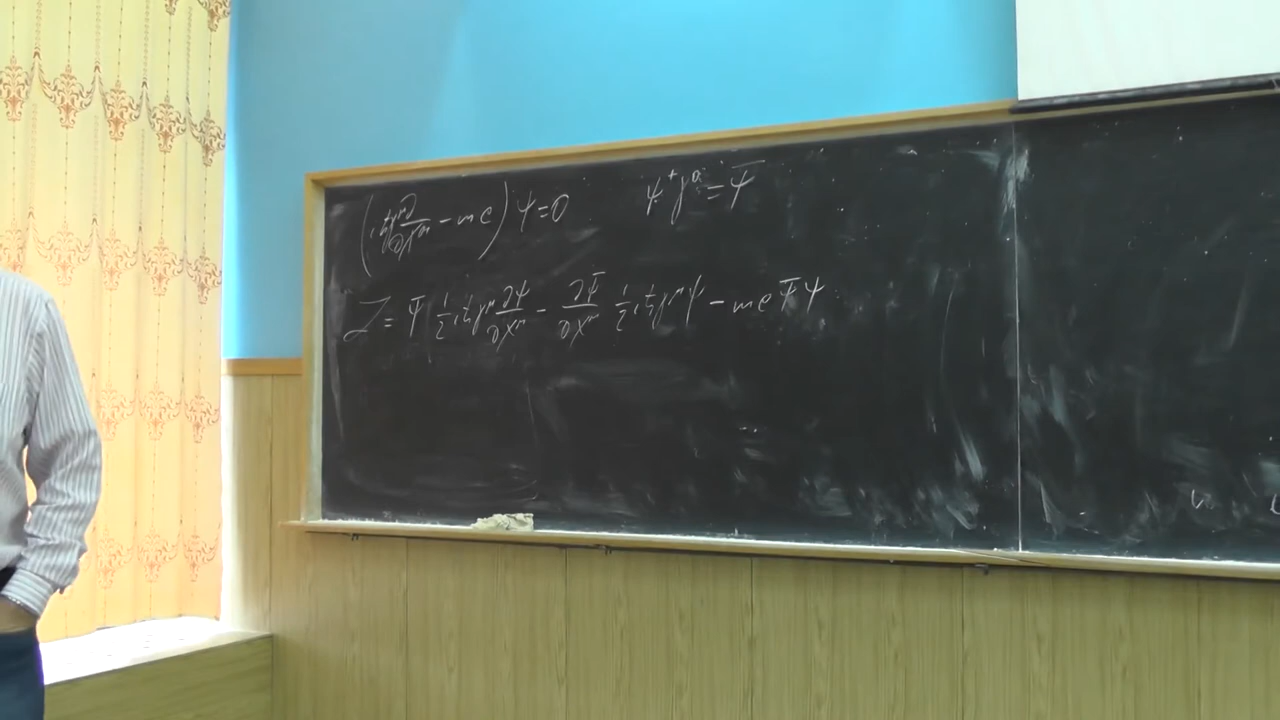 (iħγ^μ ∂/∂x^μ − mc) ψ = 0    ψ⁺γ⁰ = ψ̄
ℒ = ψ̄ 1/2 iħγ^μ ∂ψ/∂x^μ − ∂ψ̄/∂x^μ 1/2 iħγ^μ ψ − mc ψ̄ψ